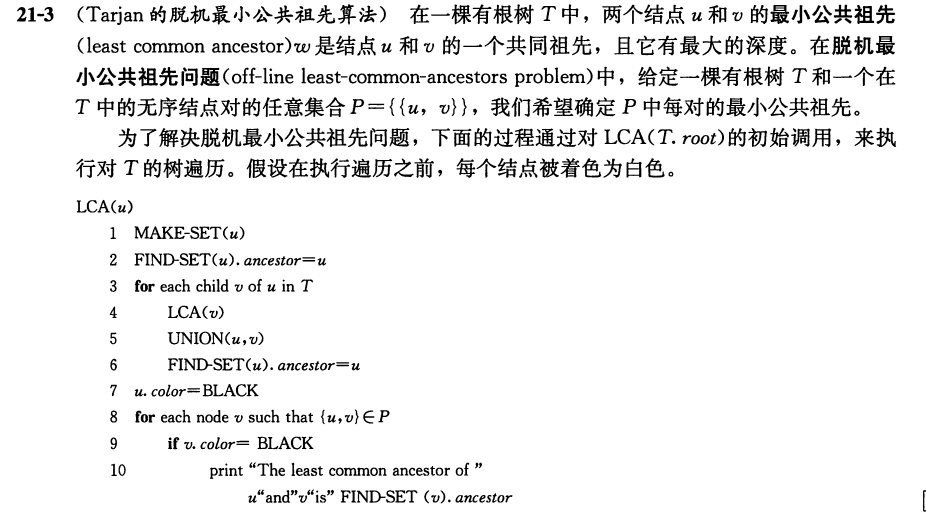 21-3 （Tarjan 的脱机最小公共祖先算法） 在一棵有根树 T 中，两个结点 u 和 v 的最小公共祖先
(least common ancestor)w 是结点 u 和 v 的一个共同祖先，且它有最大的深度。在脱机最
小公共祖先问题(off-line least-common-ancestors problem)中，给定一棵有根树 T 和一个在
T 中的无序结点对的任意集合 P={{u，v}}，我们希望确定 P 中每对的最小公共祖先。
为了解决脱机最小公共祖先问题，下面的过程通过对 LCA(T. root)的初始调用，来执
行对 T 的树遍历。假设在执行遍历之前，每个结点被着色为白色。
LCA(u)
1 MAKE-SET(u)
2 FIND-SET(u). ancestor=u
3 for each child v of u in T
4 LCA(v)
5 UNION(u,v)
6 FIND-SET(u). ancestor=u
7 u. color=BLACK
8 for each node v such that {u,v}∈P
9 if v. color= BLACK
10 print “The least common ancestor of ”
u“and”v“is” FIND-SET (v). ancestor